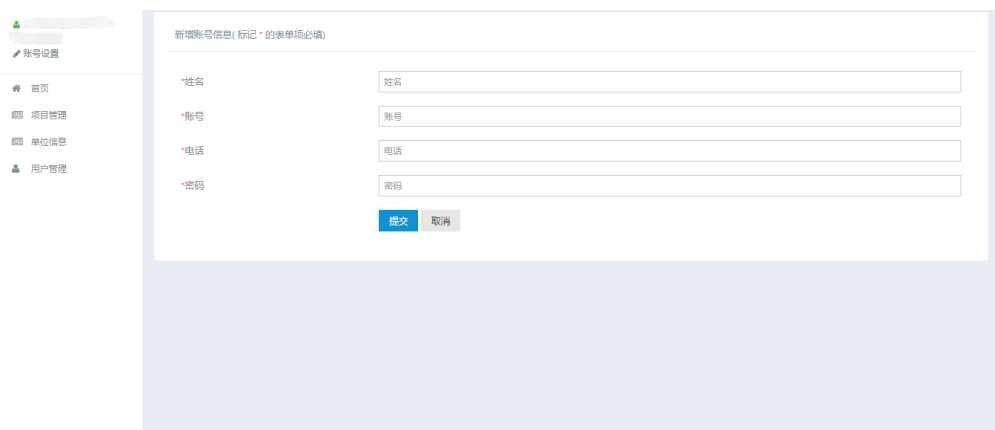 账号设置
首页
项目管理
单位信息
用户管理
新增账号信息( 标记 * 的表单项必填)
*姓名
姓名
*账号
账号
*电话
电话
*密码
密码
提交
取消